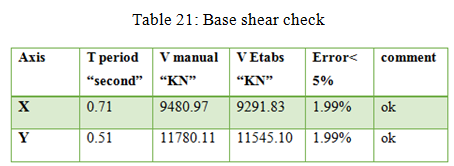 Table 21: Base shear check
Axis T period V manual V Etabs Error< comment
“second” “KN” “KN” 5%
X 0.71 9480.97 9291.83 1.99% ok
Y 0.51 11780.11 11545.10 1.99% ok